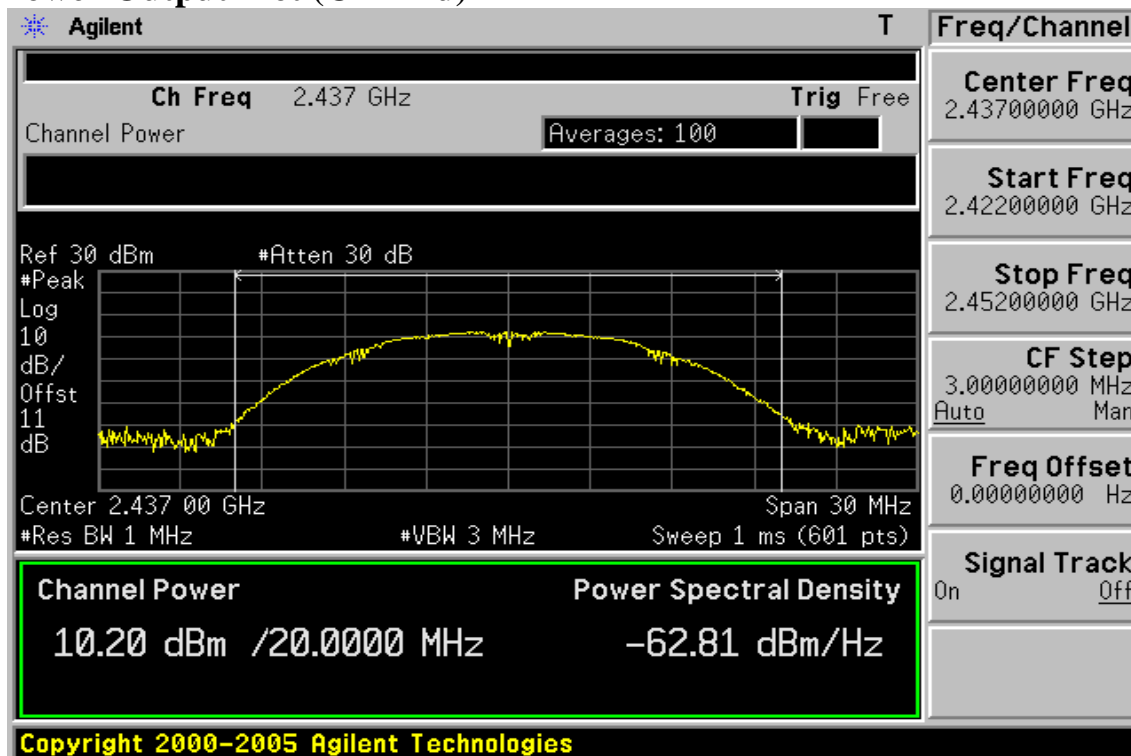 Agilent T Freq/Channel
Ch Freq 2.437 GHz Trig Free
Channel Power Averages: 100
Center Freq
2.43700000 GHz
Start Freq
2.42200000 GHz
Stop Freq
2.45200000 GHz
CF Step
3.00000000 MHz
Auto Man
Freq Offset
0.00000000 Hz
Signal Track
On Off
Ref 30 dBm #Atten 30 dB
#Peak
Log
10
dB/
Offst
11
dB
Center 2.437 00 GHz Span 30 MHz
#Res BW 1 MHz #VBW 3 MHz Sweep 1 ms (601 pts)
Channel Power Power Spectral Density
10.20 dBm /20.0000 MHz -62.81 dBm/Hz
Copyright 2000-2005 Agilent Technologies